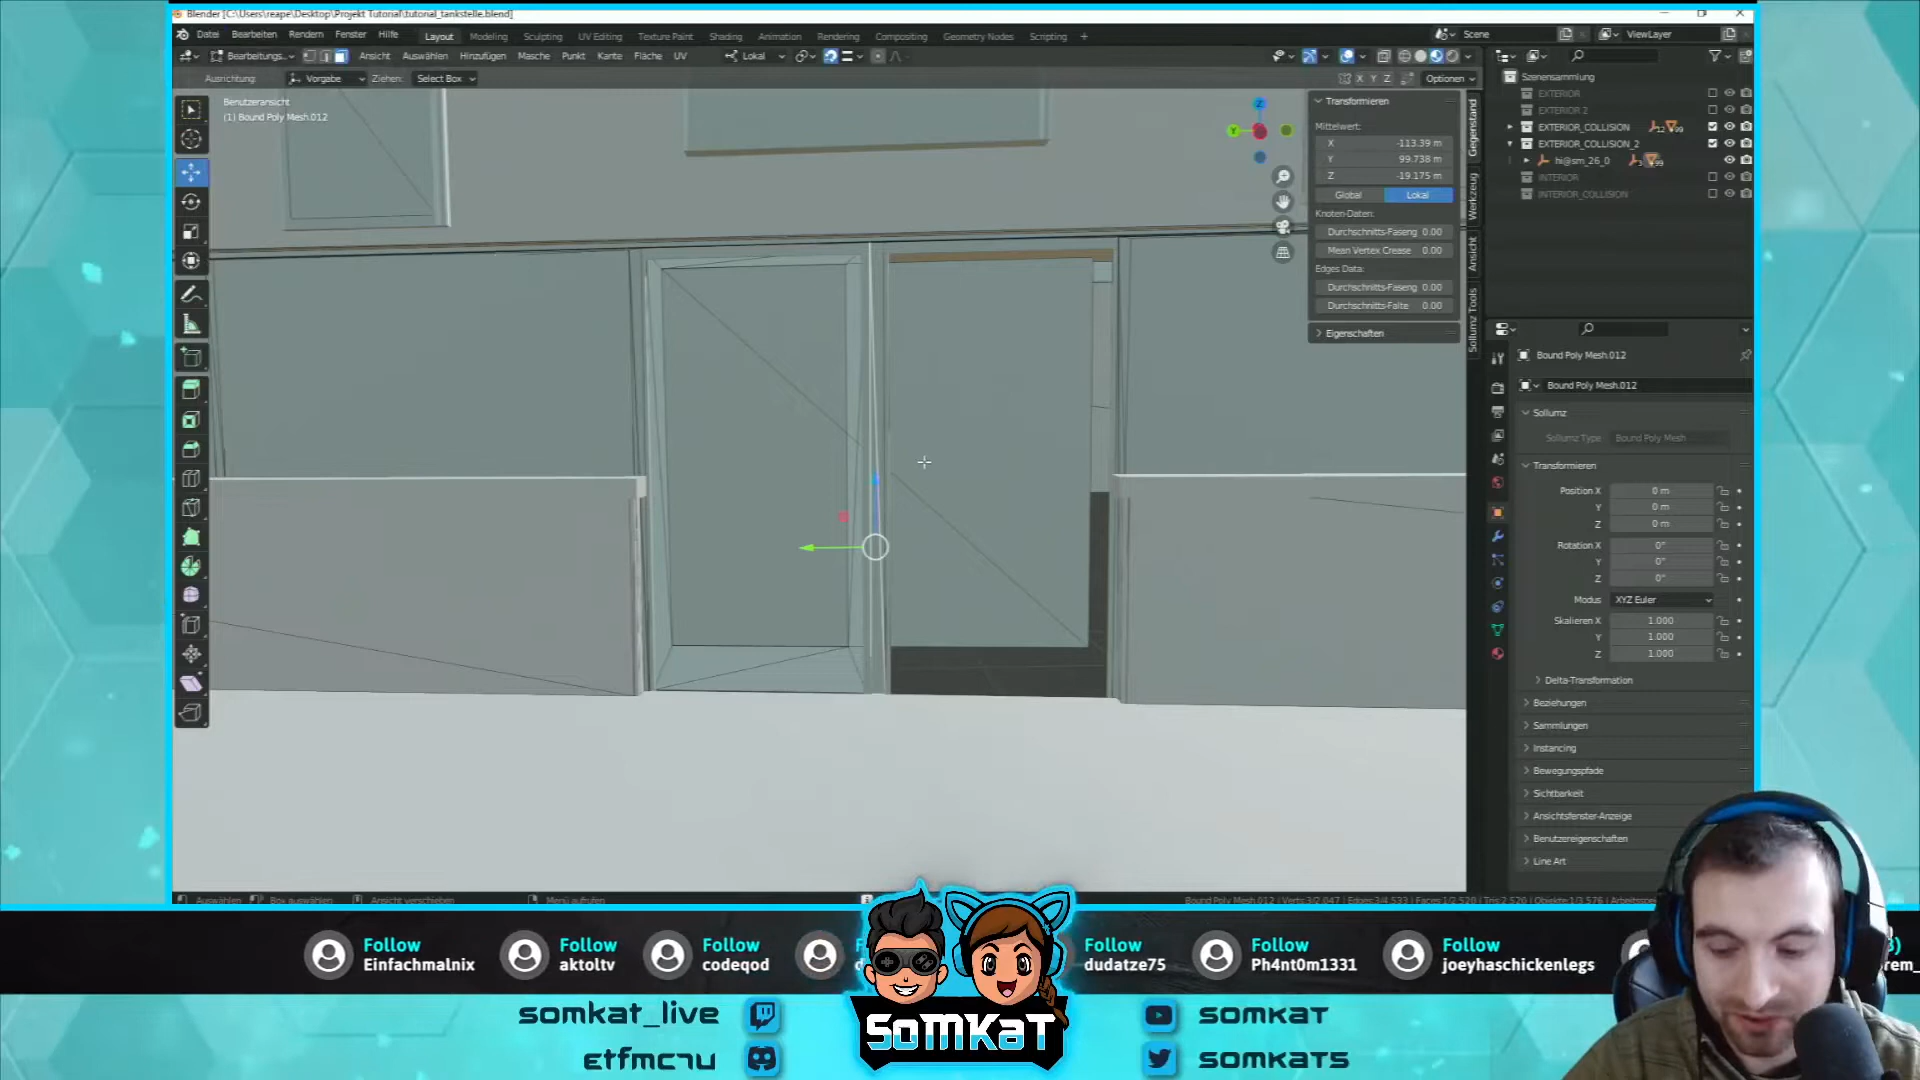 Blender [C:\Users\reape\Desktop\Projekt Tutorial\tutorial_tankstelle.blend]
Datei Bearbeiten Rendern Fenster Hilfe Layout Modeling Sculpting UV Editing Texture Paint Shading Animation Rendering Compositing Geometry Nodes Scripting + Scene ViewLayer
Bearbeitungs... Ansicht Auswählen Hinzufügen Masche Punkt Kante Fläche UV Lokal
Ausrichtung: Vorgabe Ziehen: Select Box X Y Z Optionen
Benutzeransicht
(1) Bound Poly Mesh.012
Z
Y
Transformieren
Mittelwert:
X -113.39 m
Y 99.738 m
Z -19.175 m
Global Lokal
Knoten-Daten:
Durchschnitts-Faseng 0.00
Mean Vertex Crease 0.00
Edges Data:
Durchschnitts-Faseng 0.00
Durchschnitts-Falte 0.00
Eigenschaften
Gegenstand
Werkzeug
Ansicht
Sollumz Tools
Szenensammlung
EXTERIOR
EXTERIOR 2
EXTERIOR_COLLISION
EXTERIOR_COLLISION_2
hi@sm_26_0
INTERIOR
INTERIOR_COLLISION
Bound Poly Mesh.012
Bound Poly Mesh.012
Sollumz
Sollumz Type Bound Poly Mesh
Transformieren
Position X 0 m
Y 0 m
Z 0 m
Rotation X 0°
Y 0°
Z 0°
Modus XYZ Euler
Skalieren X 1.000
Y 1.000
Z 1.000
Delta-Transformation
Beziehungen
Sammlungen
Instancing
Bewegungspfade
Sichtbarkeit
Ansichtsfenster-Anzeige
Benutzereigenschaften
Line Art
Auswählen Box auswählen Ansicht verschieben Menü aufrufen
Bound Poly Mesh.012 | Verts:3/2.047 | Edges:3/4.533 | Faces:1/2.520 | Tris:2.520 | Objekte:1/3.576
Follow
Einfachmalnix
Follow
aktoltv
Follow
codeqod
Follow
dudatze75
Follow
Ph4nt0m1331
Follow
joeyhaschickenlegs
somkat_live
SOMKAT
SOMKAT
SOMKAT5